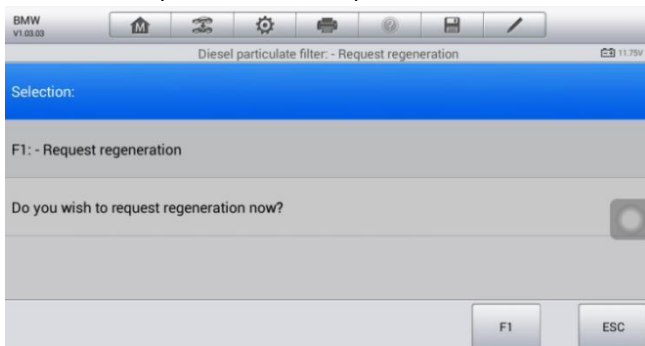 BMW
V1.03.03
M
Diesel particulate filter: - Request regeneration
11.75V
Selection:
F1: - Request regeneration
Do you wish to request regeneration now?
F1
ESC